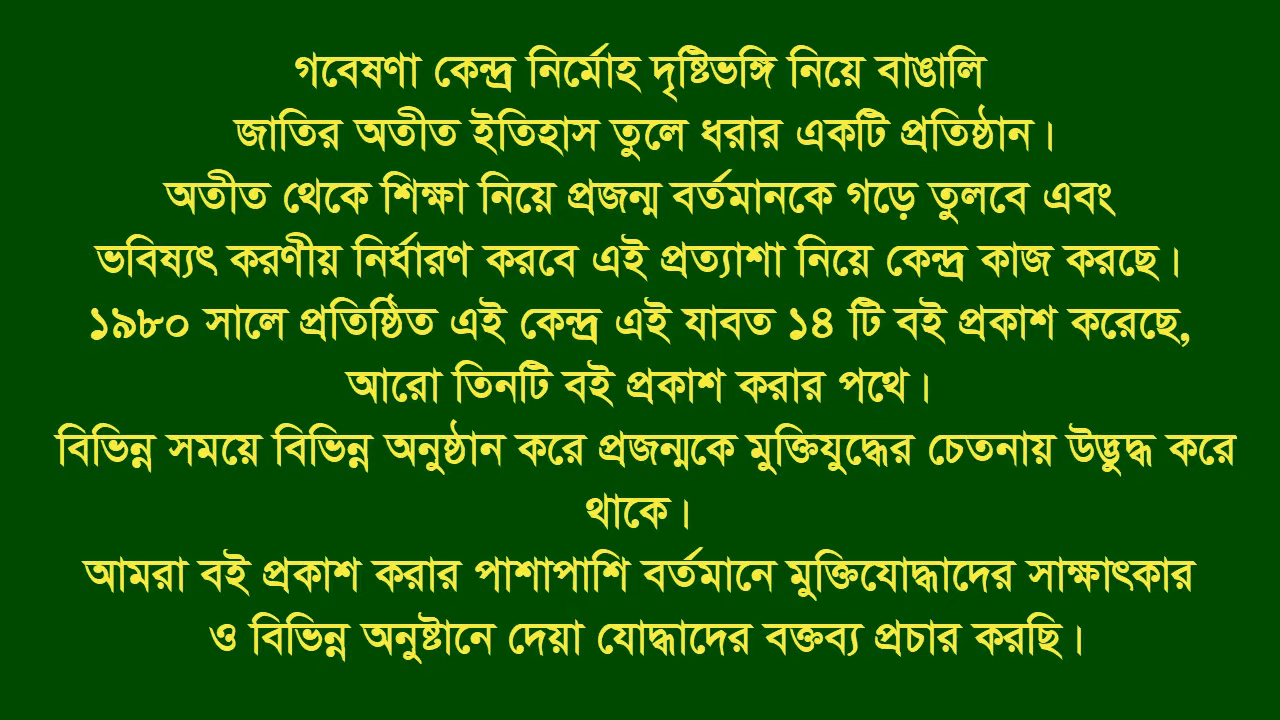 গবেষণা কেন্দ্র নির্মোহ দৃষ্টিভঙ্গি নিয়ে বাঙালি
জাতির অতীত ইতিহাস তুলে ধরার একটি প্রতিষ্ঠান।
অতীত থেকে শিক্ষা নিয়ে প্রজন্ম বর্তমানকে গড়ে তুলবে এবং
ভবিষ্যৎ করণীয় নির্ধারণ করবে এই প্রত্যাশা নিয়ে কেন্দ্র কাজ করছে।
১৯৮০ সালে প্রতিষ্ঠিত এই কেন্দ্র এই যাবত ১৪ টি বই প্রকাশ করেছে,
আরো তিনটি বই প্রকাশ করার পথে।
বিভিন্ন সময়ে বিভিন্ন অনুষ্ঠান করে প্রজন্মকে মুক্তিযুদ্ধের চেতনায় উদ্ভুদ্ধ করে
থাকে।
আমরা বই প্রকাশ করার পাশাপাশি বর্তমানে মুক্তিযোদ্ধাদের সাক্ষাৎকার
ও বিভিন্ন অনুষ্টানে দেয়া যোদ্ধাদের বক্তব্য প্রচার করছি।